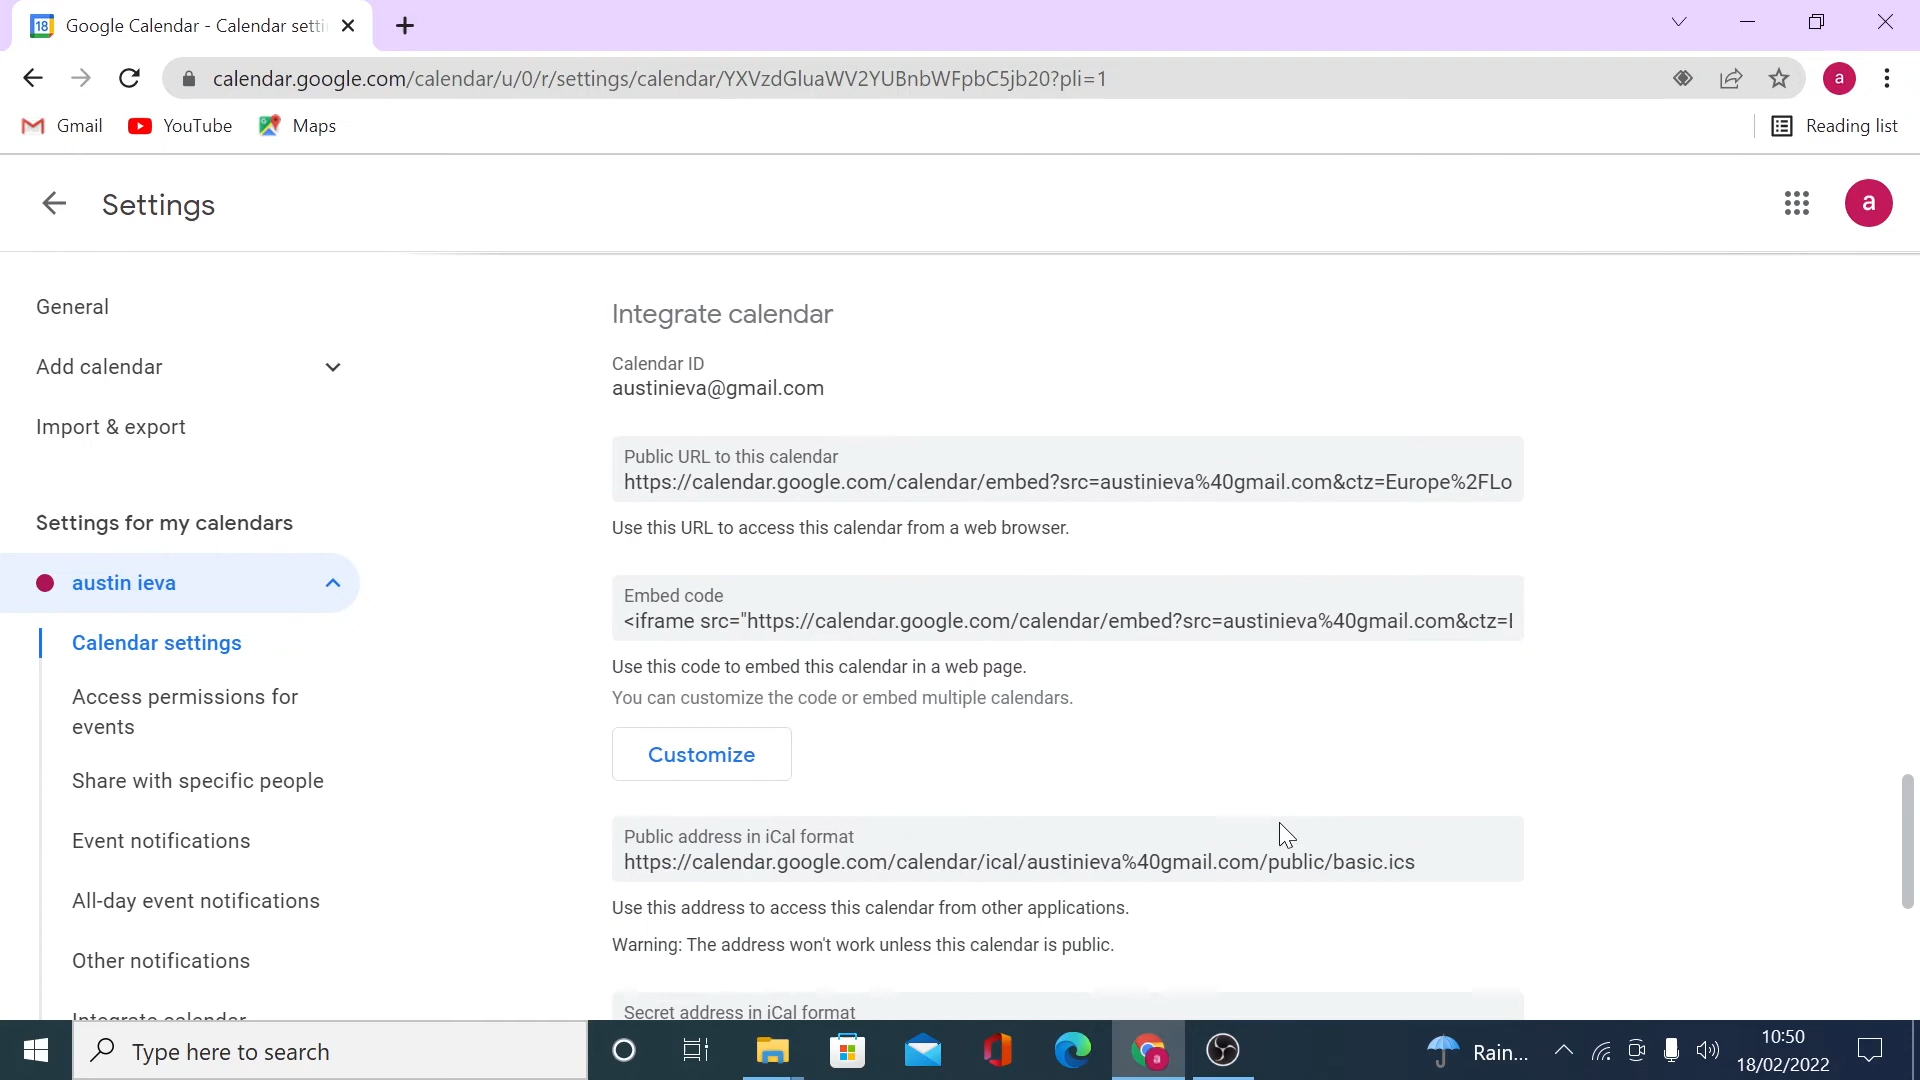 18
Google Calendar - Calendar setti
calendar.google.com/calendar/u/0/r/settings/calendar/YXVzdGluaWV2YUBnbWFpbC5jb20?pli=1
a
Gmail
YouTube
Maps
Reading list
Settings
a
General
Add calendar
Import & export
Settings for my calendars
austin ieva
Calendar settings
Access permissions for
events
Share with specific people
Event notifications
All-day event notifications
Other notifications
Integrate calendar
Integrate calendar
Calendar ID
austinieva@gmail.com
Public URL to this calendar
https://calendar.google.com/calendar/embed?src=austinieva%40gmail.com&ctz=Europe%2FLo
Use this URL to access this calendar from a web browser.
Embed code
<iframe src="https://calendar.google.com/calendar/embed?src=austinieva%40gmail.com&ctz=
Use this code to embed this calendar in a web page.
You can customize the code or embed multiple calendars.
Customize
Public address in iCal format
https://calendar.google.com/calendar/ical/austinieva%40gmail.com/public/basic.ics
Use this address to access this calendar from other applications.
Warning: The address won't work unless this calendar is public.
Secret address in iCal format
Type here to search
a
Rain...
10:50
18/02/2022